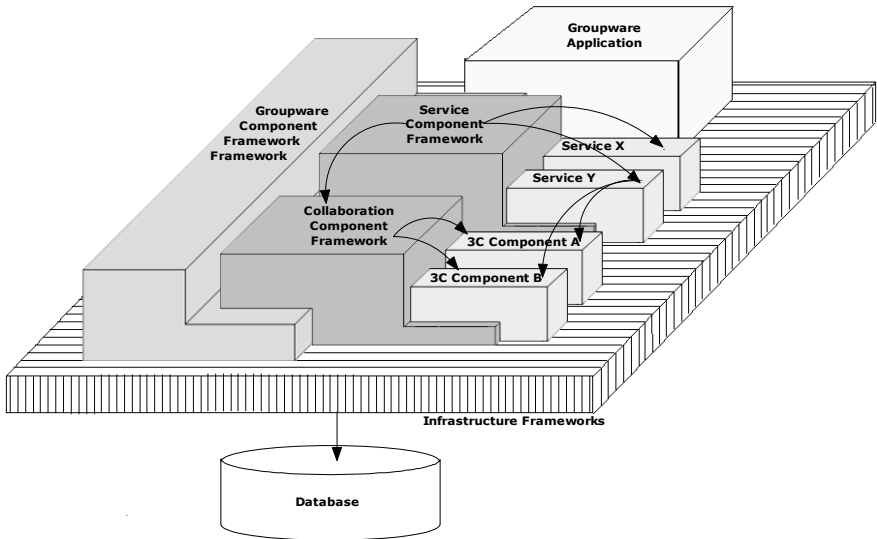 Groupware
Application
Groupware
Component
Framework
Framework
Service
Component
Framework
Service X
Service Y
Collaboration
Component
Framework
3C Component A
3C Component B
Infrastructure Frameworks
Database